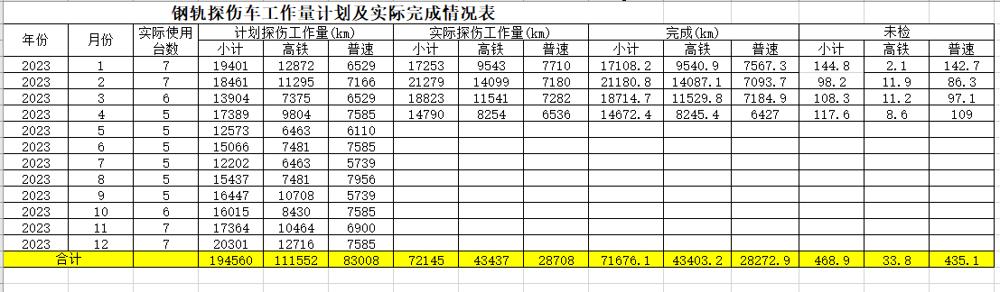 钢轨探伤车工作量计划及实际完成情况表
年份 月份 实际使用台数 计划探伤工作量(km) 实际探伤工作量(km) 完成(km) 未检
小计 高铁 普速 小计 高铁 普速 小计 高铁 普速 小计 高铁 普速
2023 1 7 19401 12872 6529 17253 9543 7710 17108.2 9540.9 7567.3 144.8 2.1 142.7
2023 2 7 18461 11295 7166 21279 14099 7180 21180.8 14087.1 7093.7 98.2 11.9 86.3
2023 3 6 13904 7375 6529 18823 11541 7282 18714.7 11529.8 7184.9 108.3 11.2 97.1
2023 4 5 17389 9804 7585 14790 8254 6536 14672.4 8245.4 6427 117.6 8.6 109
2023 5 5 12573 6463 6110
2023 6 5 15066 7481 7585
2023 7 5 12202 6463 5739
2023 8 5 15437 7481 7956
2023 9 5 16447 10708 5739
2023 10 6 16015 8430 7585
2023 11 7 17364 10464 6900
2023 12 7 20301 12716 7585
合计 194560 111552 83008 72145 43437 28708 71676.1 43403.2 28272.9 468.9 33.8 435.1